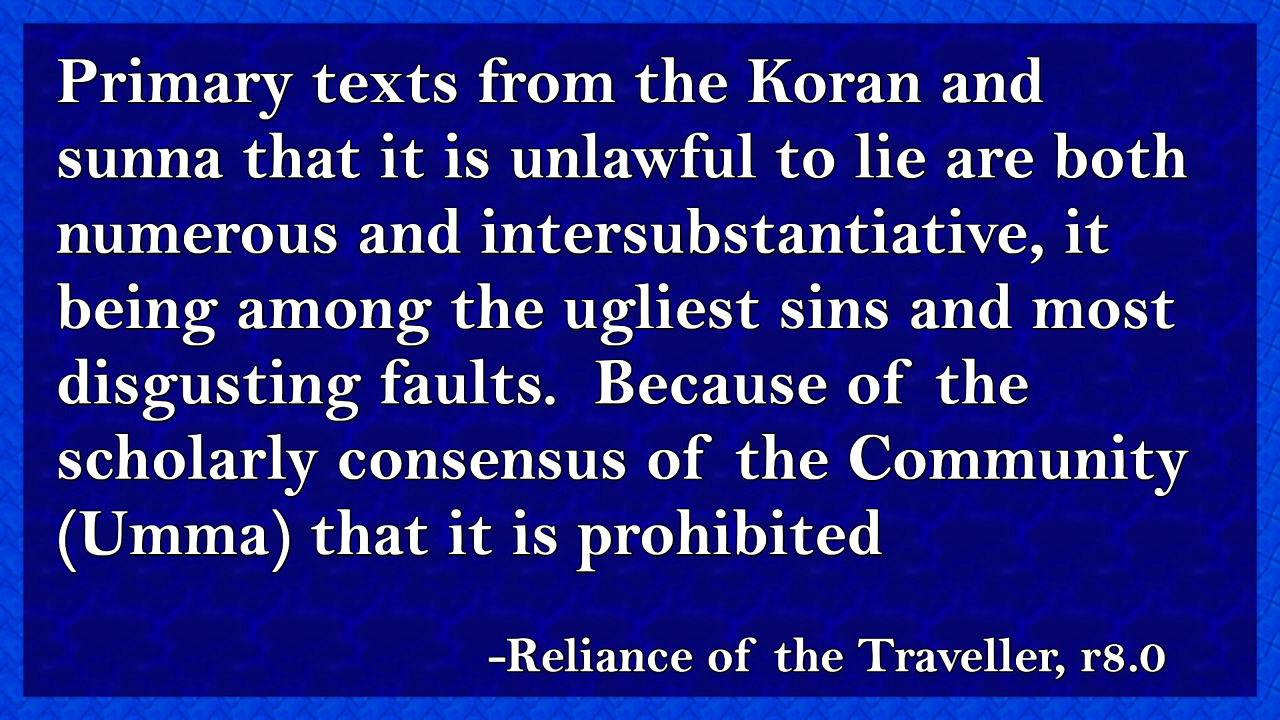 Primary texts from the Koran and
sunna that it is unlawful to lie are both
numerous and intersubstantiative, it
being among the ugliest sins and most
disgusting faults.  Because of the
scholarly consensus of the Community
(Umma) that it is prohibited
-Reliance of the Traveller, r8.0